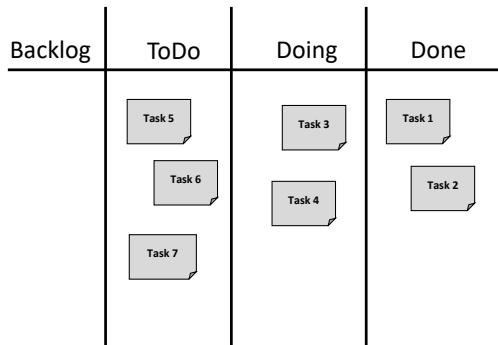 Backlog ToDo Doing Done
Task 5 Task 3 Task 1
Task 6 Task 2
Task 4
Task 7